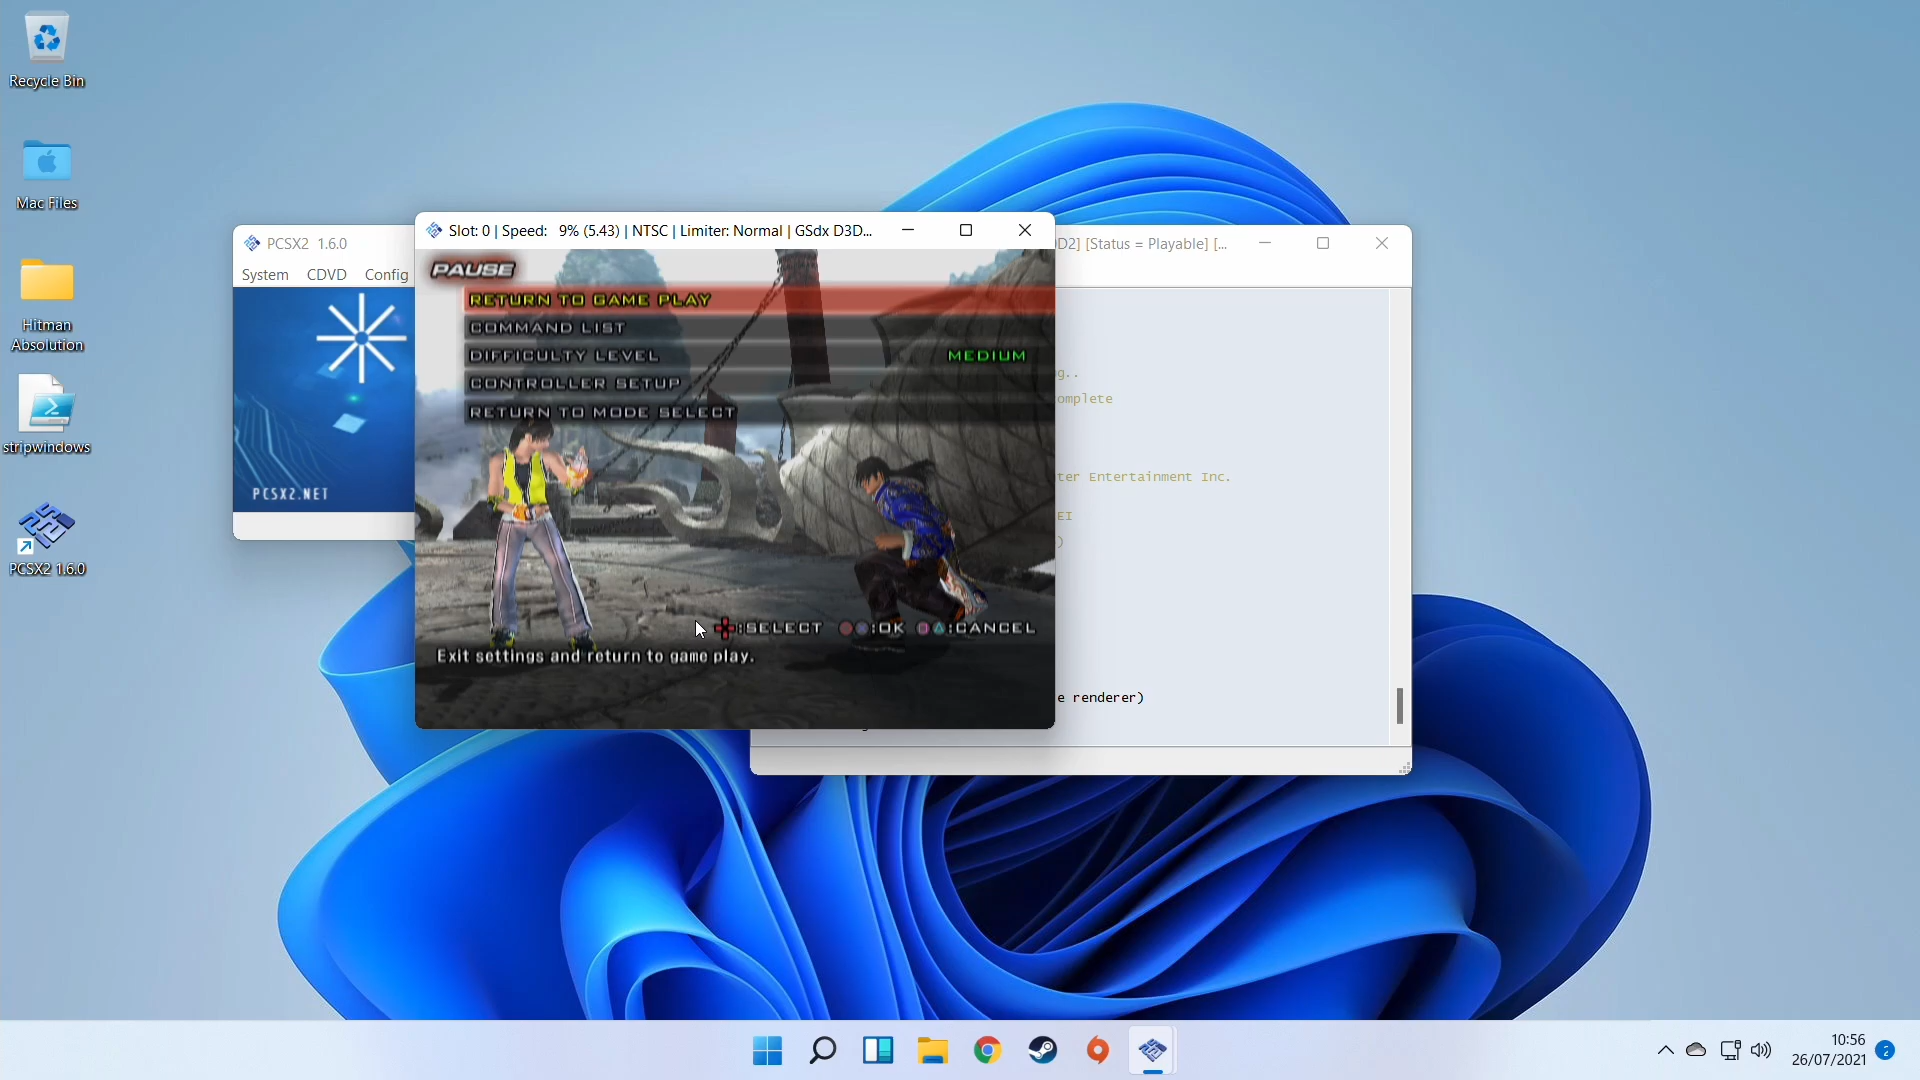 Recycle Bin
Mac Files
Hitman
Absolution
stripwindows
PCSX2 1.6.0
PCSX2 1.6.0
System CDVD Config
PCSX2.NET
Slot: 0 | Speed: 9% (5.43) | NTSC | Limiter: Normal | GSdx D3D...
PAUSE
RETURN TO GAME PLAY
COMMAND LIST
DIFFICULTY LEVEL MEDIUM
CONTROLLER SETUP
RETURN TO MODE SELECT
:SELECT :OK :CANCEL
Exit settings and return to game play.
D2] [Status = Playable] [...
g..
omplete
ter Entertainment Inc.
EI
)
e renderer)
10:56
26/07/2021
2